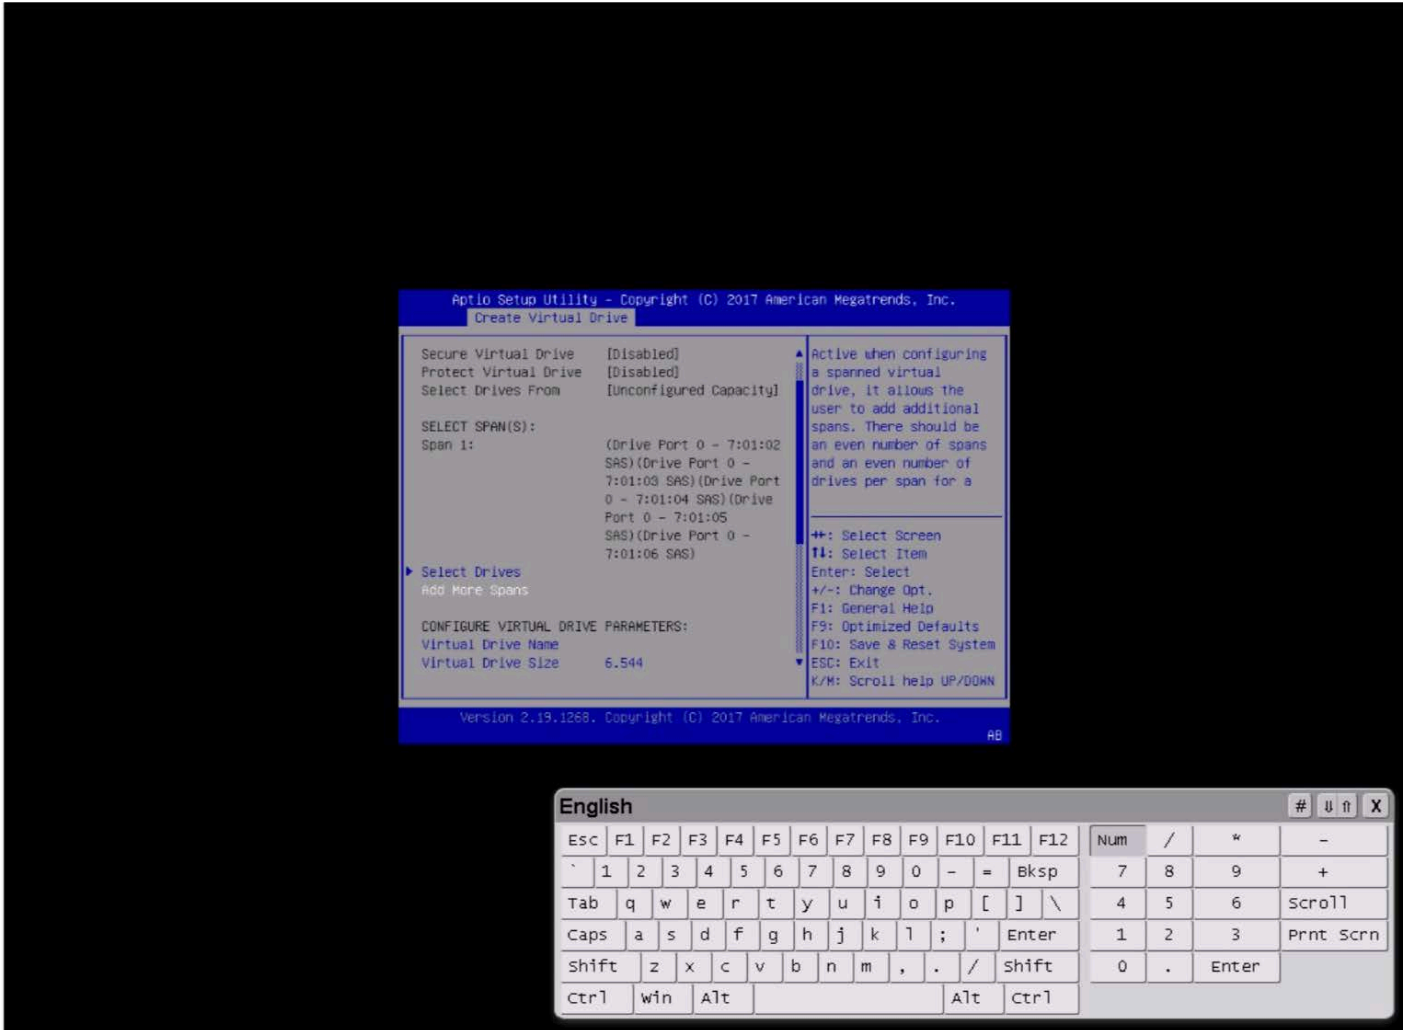 Aptio Setup Utility - Copyright (C) 2017 American Megatrends, Inc.
Create Virtual Drive
Secure Virtual Drive [Disabled]
Protect Virtual Drive [Disabled]
Select Drives From [Unconfigured Capacity]
SELECT SPAN(S):
Span 1: (Drive Port 0 - 7:01:02
SAS)(Drive Port 0 -
7:01:03 SAS)(Drive Port
0 - 7:01:04 SAS)(Drive
Port 0 - 7:01:05
SAS)(Drive Port 0 -
7:01:06 SAS)
Select Drives
Add More Spans
CONFIGURE VIRTUAL DRIVE PARAMETERS:
Virtual Drive Name
Virtual Drive Size 6.544
Active when configuring
a spanned virtual
drive, it allows the
user to add additional
spans. There should be
an even number of spans
and an even number of
drives per span for a
→←: Select Screen
↑↓: Select Item
Enter: Select
+/-: Change Opt.
F1: General Help
F9: Optimized Defaults
F10: Save & Reset System
ESC: Exit
K/M: Scroll help UP/DOWN
Version 2.19.1268. Copyright (C) 2017 American Megatrends, Inc.
AB
English # ⇓ ⇑ X
Esc F1 F2 F3 F4 F5 F6 F7 F8 F9 F10 F11 F12 Num / * -
` 1 2 3 4 5 6 7 8 9 0 - = Bksp 7 8 9 +
Tab q w e r t y u i o p [ ] \ 4 5 6 Scroll
Caps a s d f g h j k l ; ' Enter 1 2 3 Prnt Scrn
Shift z x c v b n m , . / Shift 0 . Enter
Ctrl Win Alt Alt Ctrl